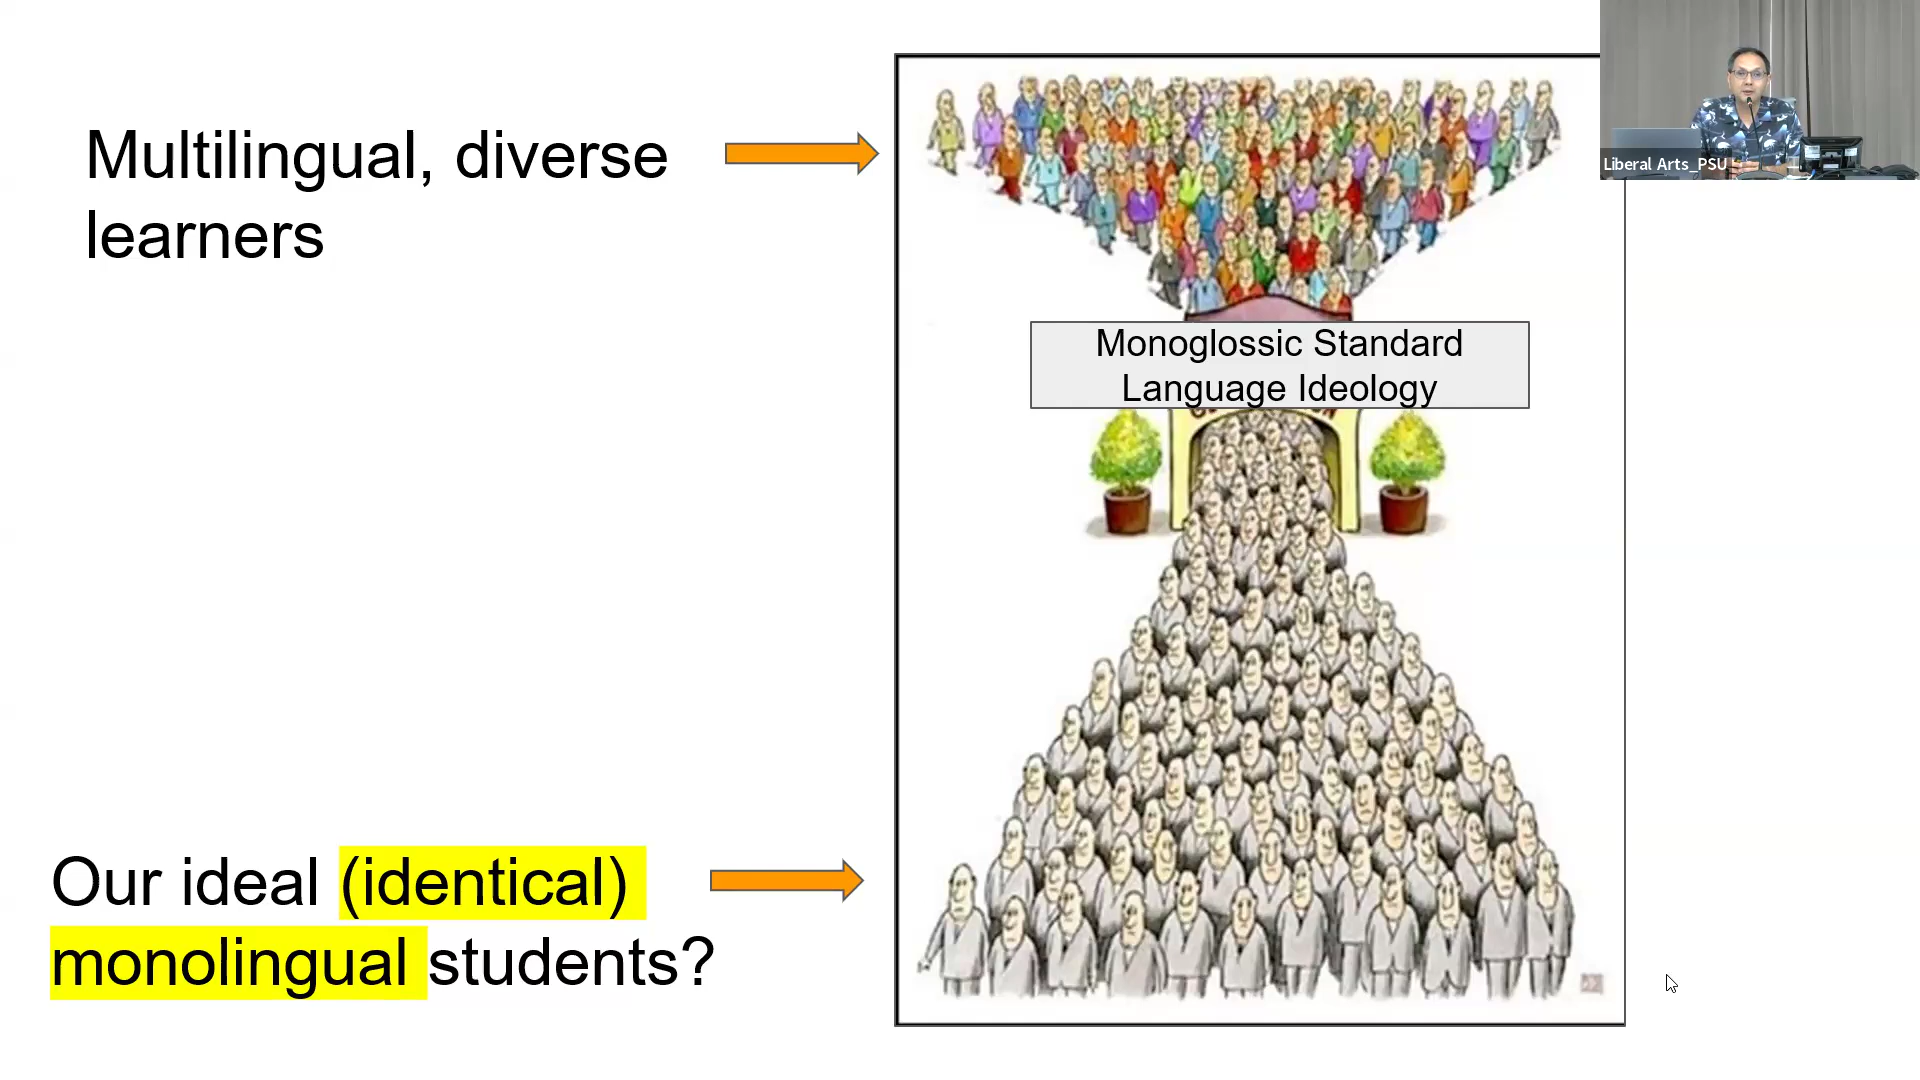 Multilingual, diverse
learners
Monoglossic Standard
Language Ideology
Our ideal (identical)
monolingual students?
Liberal Arts_PSU